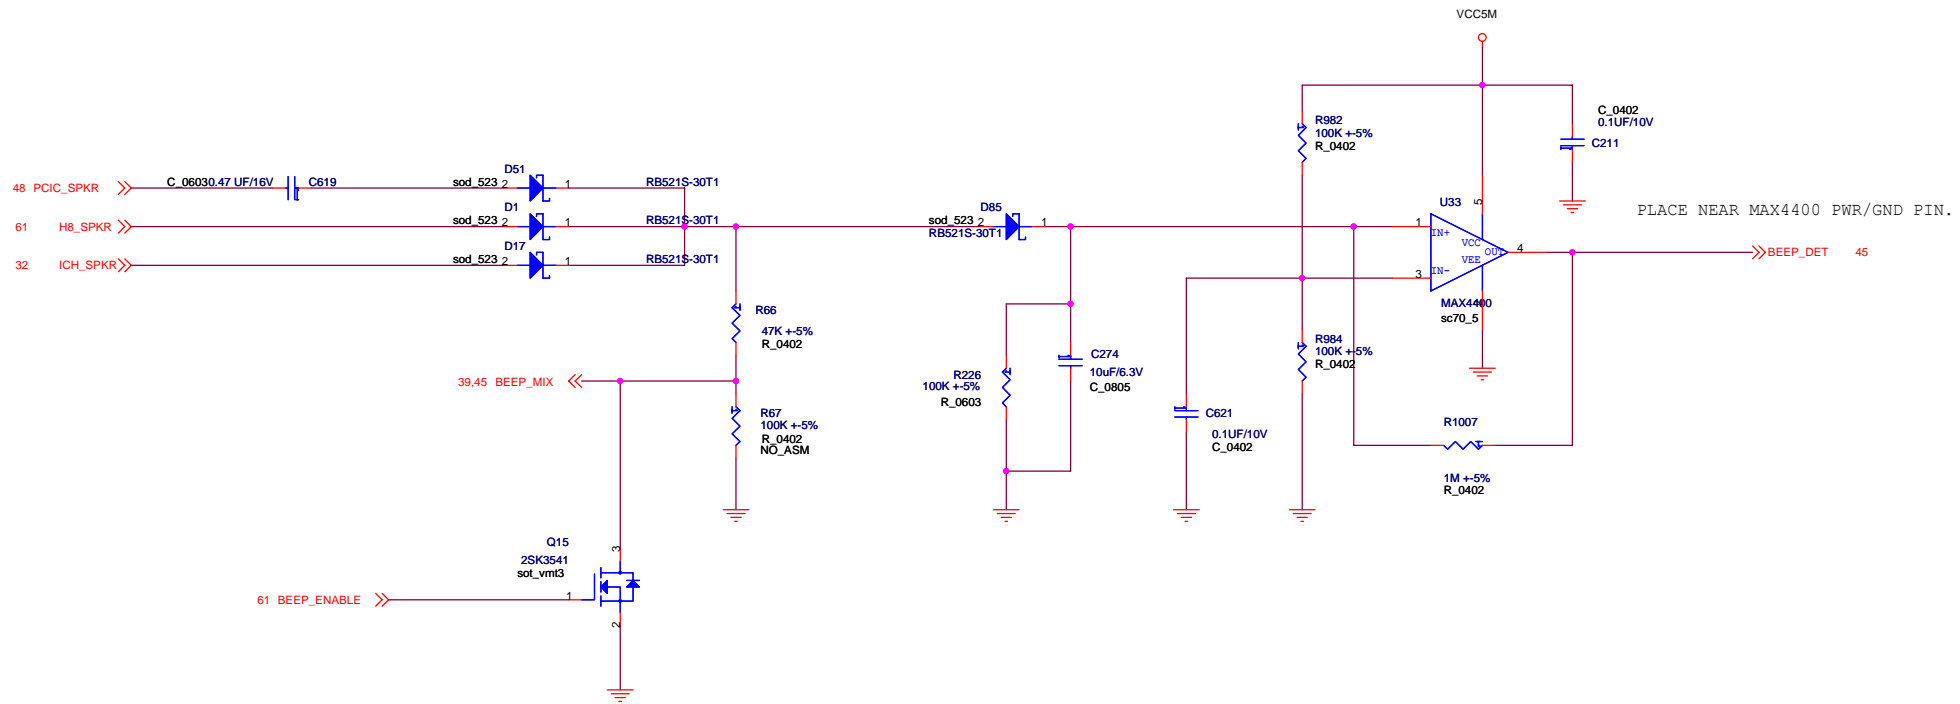 VCC5M
R982
100K +-5%
R_0402
C_0402
0.1UF/10V
C211
48 PCIC_SPKR
C_0603 0.47 UF/16V
C619
D51
sod_523 2
1
RB521S-30T1
61 H8_SPKR
D1
sod_523 2
1
RB521S-30T1
32 ICH_SPKR
D17
sod_523 2
1
RB521S-30T1
D85
sod_523 2
1
RB521S-30T1
U33
5
1
IN+
VCC
OUT
4
VEE
3
IN-
MAX4400
sc70_5
PLACE NEAR MAX4400 PWR/GND PIN.
BEEP_DET 45
R66
47K +-5%
R_0402
39,45 BEEP_MIX
R67
100K +-5%
R_0402
NO_ASM
R226
100K +-5%
R_0603
C274
10uF/6.3V
C_0805
R984
100K +-5%
R_0402
C621
0.1UF/10V
C_0402
R1007
1M +-5%
R_0402
Q15
2SK3541
sot_vmt3
3
61 BEEP_ENABLE
1
2